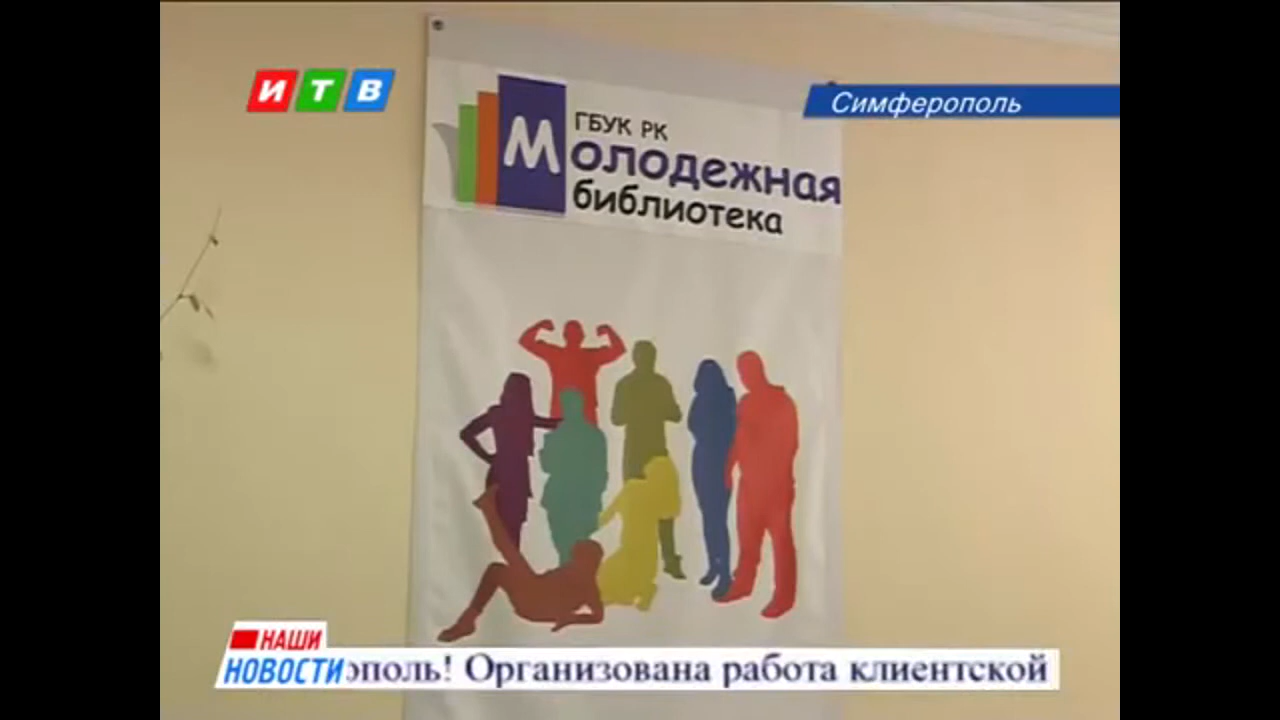 ИТВ
Симферополь
ГБУК РК
Молодежная
библиотека
НАШИ
НОВОСТИ
ополь! Организована работа клиентской